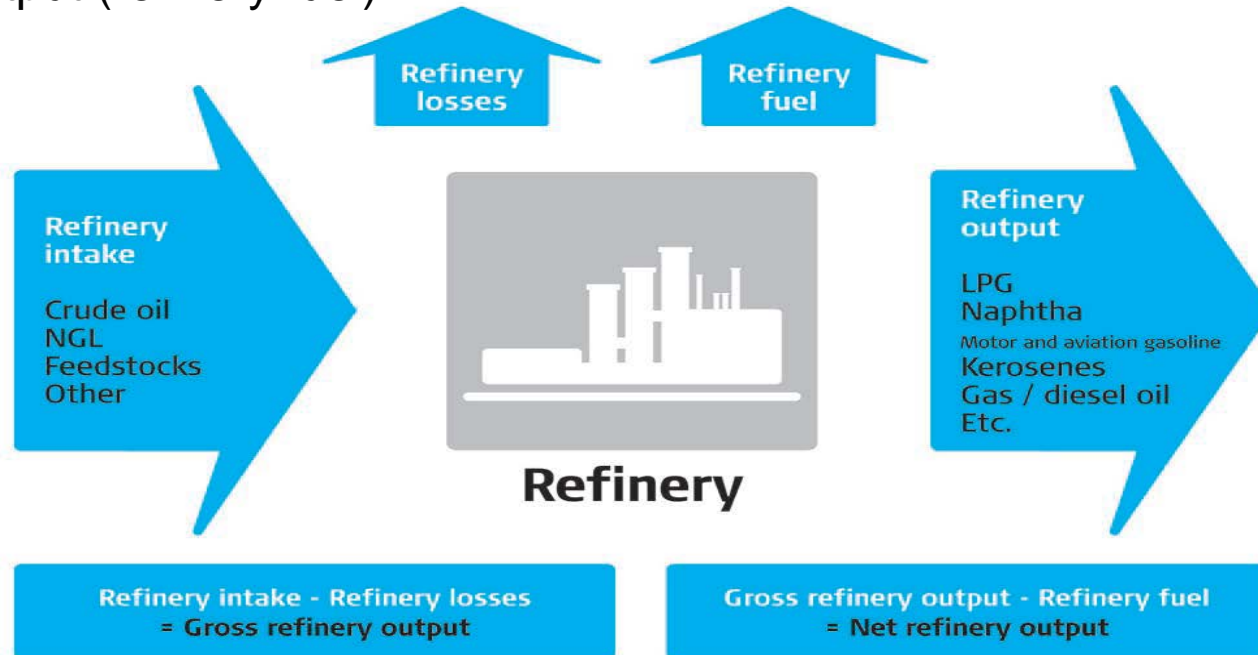 Refinery
losses
Refinery
fuel
Refinery
intake
Crude oil
NGL
Feedstocks
Other
Refinery
output
LPG
Naphtha
Motor and aviation gasoline
Kerosenes
Gas / diesel oil
Etc.
Refinery
Refinery intake - Refinery losses
= Gross refinery output
Gross refinery output - Refinery fuel
= Net refinery output